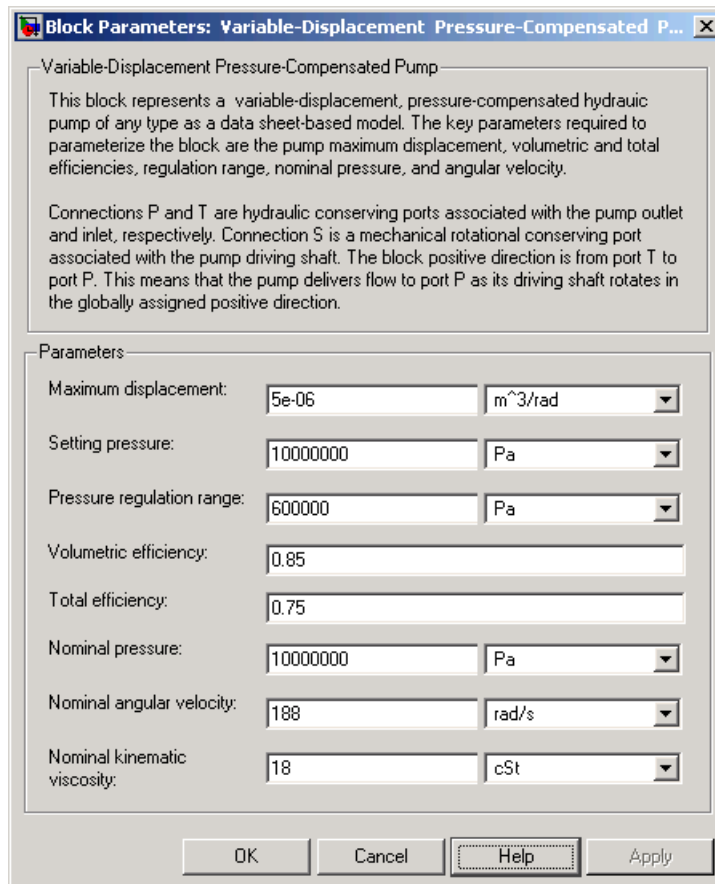 Block Parameters: Variable-Displacement Pressure-Compensated P...
Variable-Displacement Pressure-Compensated Pump
This block represents a variable-displacement, pressure-compensated hydrauic
pump of any type as a data sheet-based model. The key parameters required to
parameterize the block are the pump maximum displacement, volumetric and total
efficiencies, regulation range, nominal pressure, and angular velocity.
Connections P and T are hydraulic conserving ports associated with the pump outlet
and inlet, respectively. Connection S is a mechanical rotational conserving port
associated with the pump driving shaft. The block positive direction is from port T to
port P. This means that the pump delivers flow to port P as its driving shaft rotates in
the globally assigned positive direction.
Parameters
Maximum displacement: 5e-06 m^3/rad
Setting pressure: 10000000 Pa
Pressure regulation range: 600000 Pa
Volumetric efficiency: 0.85
Total efficiency: 0.75
Nominal pressure: 10000000 Pa
Nominal angular velocity: 188 rad/s
Nominal kinematic
viscosity: 18 cSt
OK Cancel Help Apply